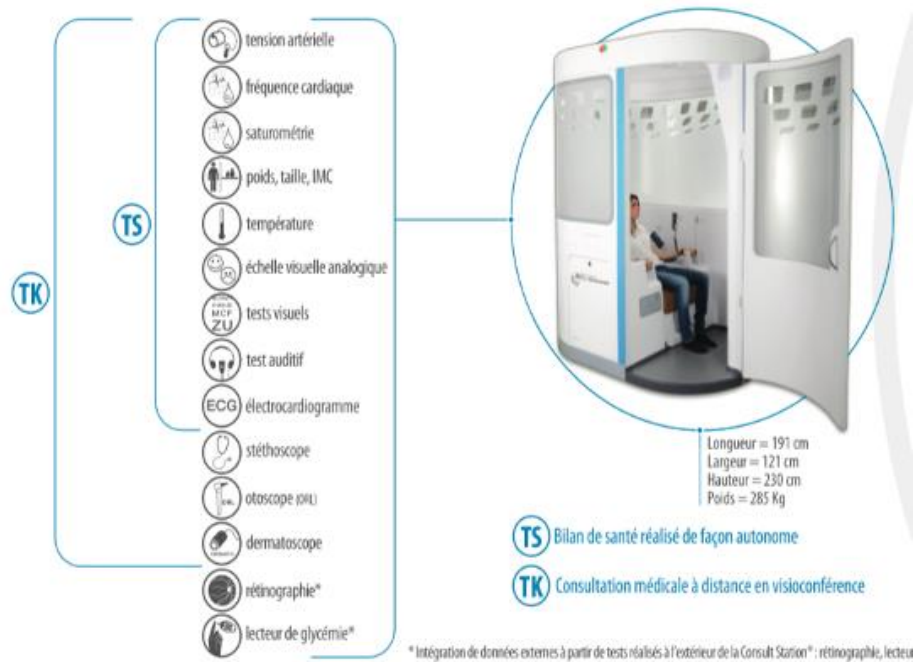 tension artérielle
fréquence cardiaque
saturométrie
poids, taille, IMC
température
échelle visuelle analogique
MCF
ZU
tests visuels
test auditif
ECG
électrocardiogramme
stéthoscope
ORL
otoscope (ORL)
dermatoscope
rétinographie*
lecteur de glycémie*
TS
TK
Longueur = 191 cm
Largeur = 121 cm
Hauteur = 230 cm
Poids = 285 Kg
TS Bilan de santé réalisé de façon autonome
TK Consultation médicale à distance en visioconférence
* Intégration de données externes à partir de tests réalisés à l'extérieur de la Consult Station® : rétinographie, lecteur